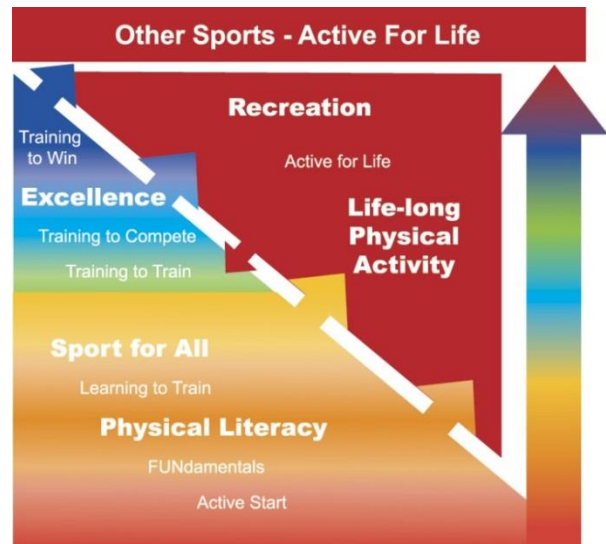 Other Sports - Active For Life
Recreation
Active for Life
Life-long
Physical
Activity
Training
to Win
Excellence
Training to Compete
Training to Train
Sport for All
Learning to Train
Physical Literacy
FUNdamentals
Active Start